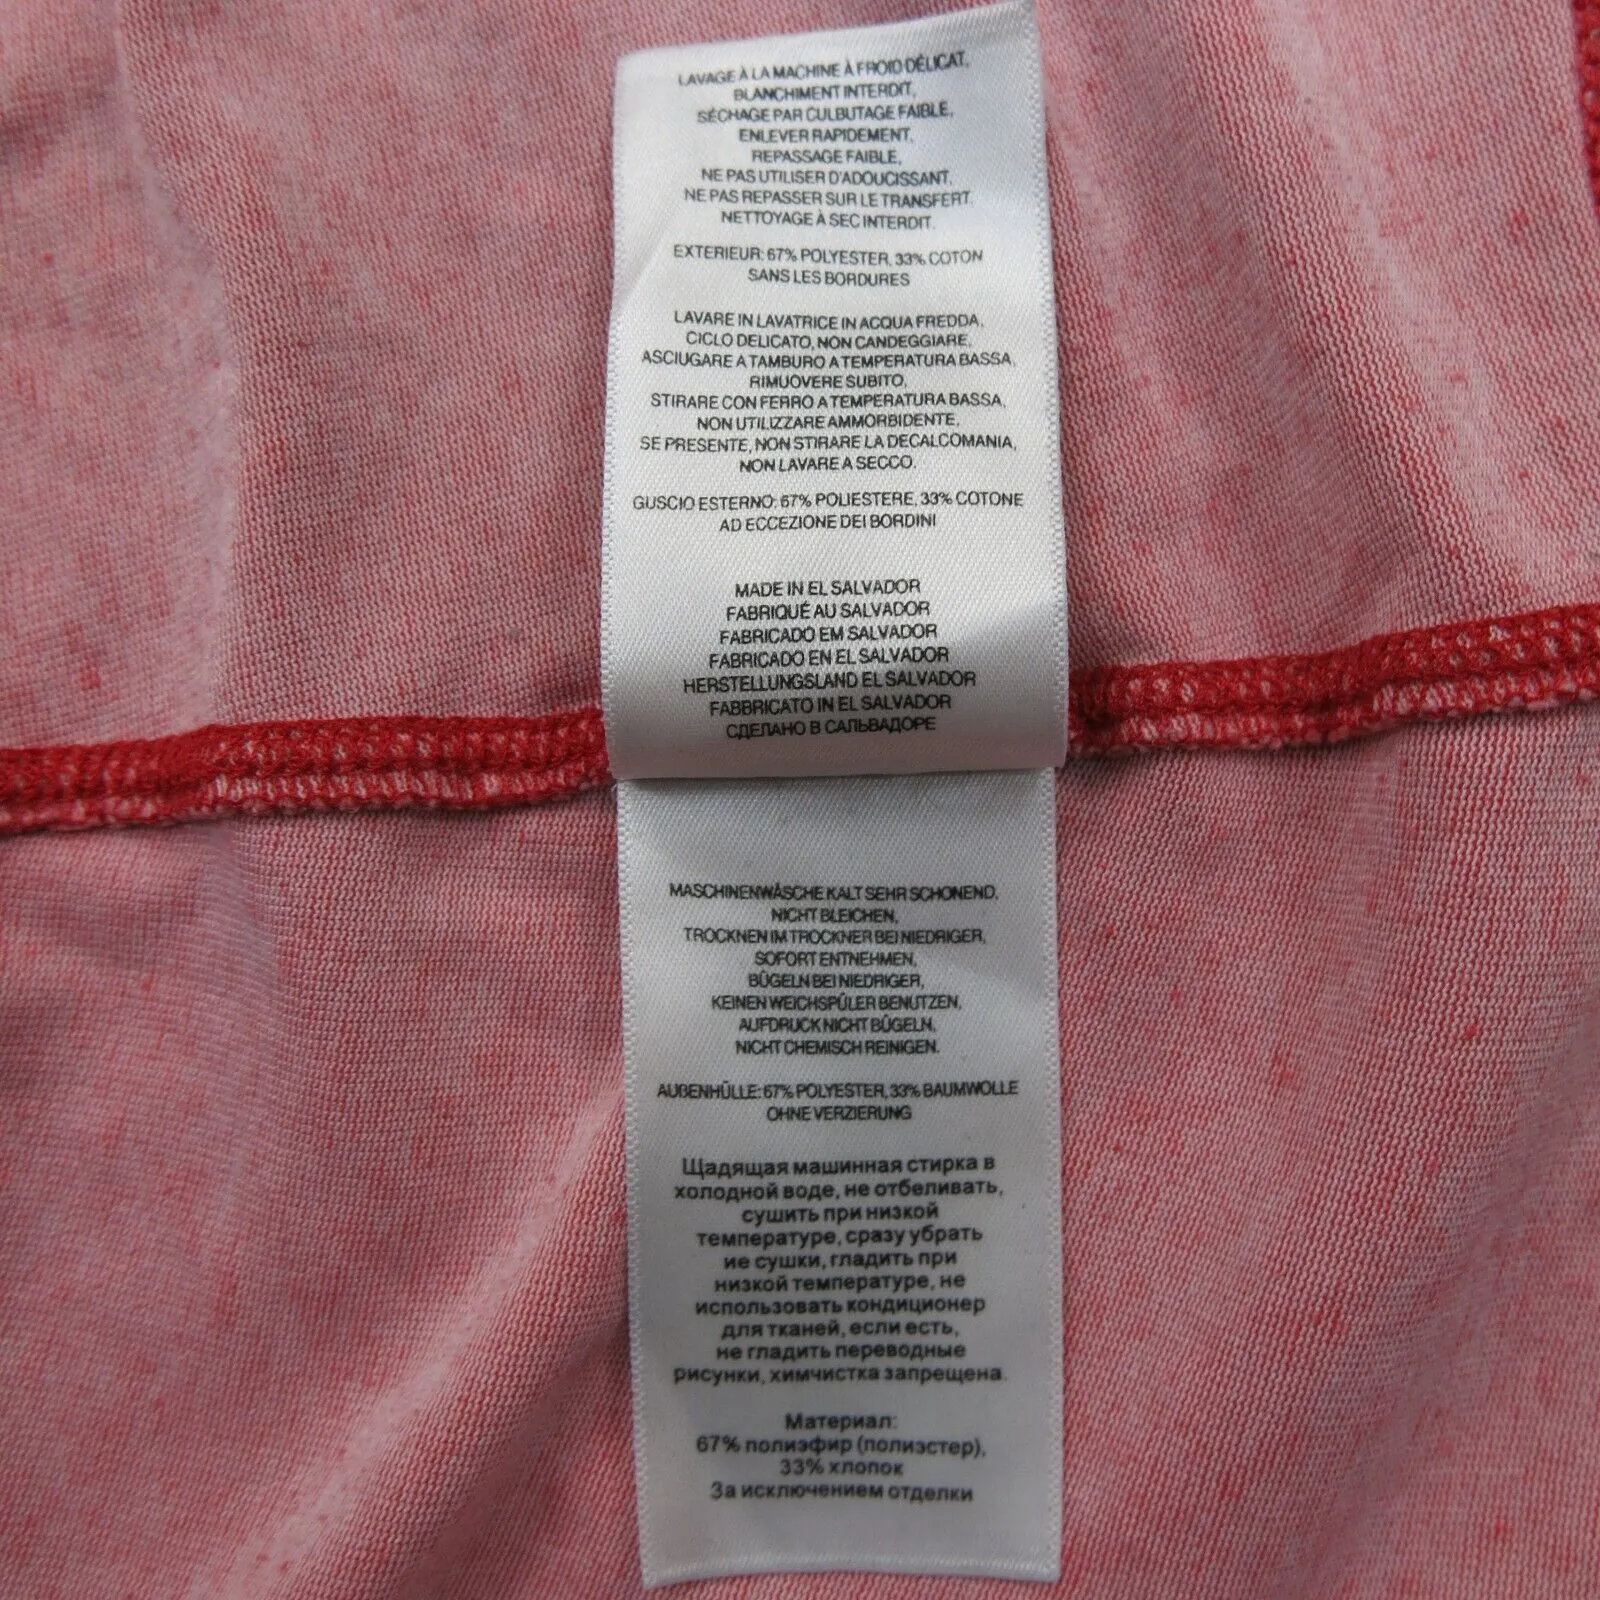 LAVAGE À LA MACHINE À FROID DÉLICAT,
BLANCHIMENT INTERDIT,
SÉCHAGE PAR CULBUTAGE FAIBLE,
ENLEVER RAPIDEMENT,
REPASSAGE FAIBLE,
NE PAS UTILISER D'ADOUCISSANT,
NE PAS REPASSER SUR LE TRANSFERT.
NETTOYAGE À SEC INTERDIT.
EXTERIEUR: 67% POLYESTER, 33% COTON
SANS LES BORDURES
LAVARE IN LAVATRICE IN ACQUA FREDDA,
CICLO DELICATO, NON CANDEGGIARE,
ASCIUGARE A TAMBURO A TEMPERATURA BASSA,
RIMUOVERE SUBITO,
STIRARE CON FERRO A TEMPERATURA BASSA,
NON UTILIZZARE AMMORBIDENTE,
SE PRESENTE, NON STIRARE LA DECALCOMANIA,
NON LAVARE A SECCO.
GUSCIO ESTERNO: 67% POLIESTERE, 33% COTONE
AD ECCEZIONE DEI BORDINI
MADE IN EL SALVADOR
FABRIQUÉ AU SALVADOR
FABRICADO EM SALVADOR
FABRICADO EN EL SALVADOR
HERSTELLUNGSLAND EL SALVADOR
FABBRICATO IN EL SALVADOR
СДЕЛАНО В САЛЬВАДОРЕ
MASCHINENWÄSCHE KALT SEHR SCHONEND,
NICHT BLEICHEN,
TROCKNEN IM TROCKNER BEI NIEDRIGER,
SOFORT ENTNEHMEN,
BÜGELN BEI NIEDRIGER,
KEINEN WEICHSPÜLER BENUTZEN,
AUFDRUCK NICHT BÜGELN,
NICHT CHEMISCH REINIGEN.
AUßENHÜLLE: 67% POLYESTER, 33% BAUMWOLLE
OHNE VERZIERUNG
Щадящая машинная стирка в
холодной воде, не отбеливать,
сушить при низкой
температуре, сразу убрать
ие сушки, гладить при
низкой температуре, не
использовать кондиционер
для тканей, если есть,
не гладить переводные
рисунки, химчистка запрещена.
Материал:
67% полиэфир (полиэстер),
33% хлопок
За исключением отделки